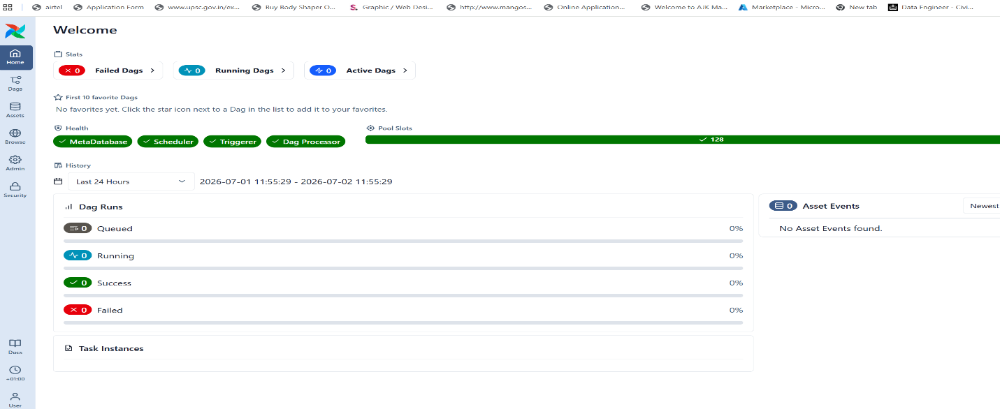 airtel Application Form www.upsc.gov.in/ex... Buy Body Shaper O... Graphic / Web Desi... http://www.mangos... Online Application... Welcome to AJK Ma... Marketplace - Micro... New tab Data Engineer - Civi...
Welcome
Stats
0 Failed Dags > 0 Running Dags > 0 Active Dags >
First 10 favorite Dags
No favorites yet. Click the star icon next to a Dag in the list to add it to your favorites.
Health
MetaDatabase Scheduler Triggerer Dag Processor
Pool Slots
128
History
Last 24 Hours 2026-07-01 11:55:29 - 2026-07-02 11:55:29
Dag Runs
0 Queued 0%
0 Running 0%
0 Success 0%
0 Failed 0%
Task Instances
0 Asset Events Newest
No Asset Events found.
Home
Dags
Assets
Browse
Admin
Security
Docs
+01:00
User